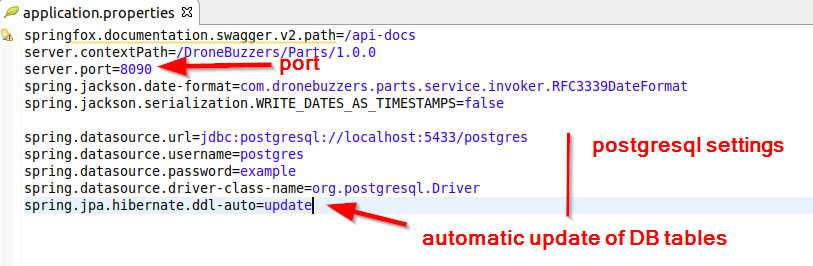 application.properties
springfox.documentation.swagger.v2.path=/api-docs
server.contextPath=/DroneBuzzers/Parts/1.0.0
server.port=8090
port
spring.jackson.date-format=com.dronebuzzers.parts.service.invoker.RFC3339DateFormat
spring.jackson.serialization.WRITE_DATES_AS_TIMESTAMPS=false
spring.datasource.url=jdbc:postgresql://localhost:5433/postgres
postgresql settings
spring.datasource.username=postgres
spring.datasource.password=example
spring.datasource.driver-class-name=org.postgresql.Driver
spring.jpa.hibernate.ddl-auto=update
automatic update of DB tables